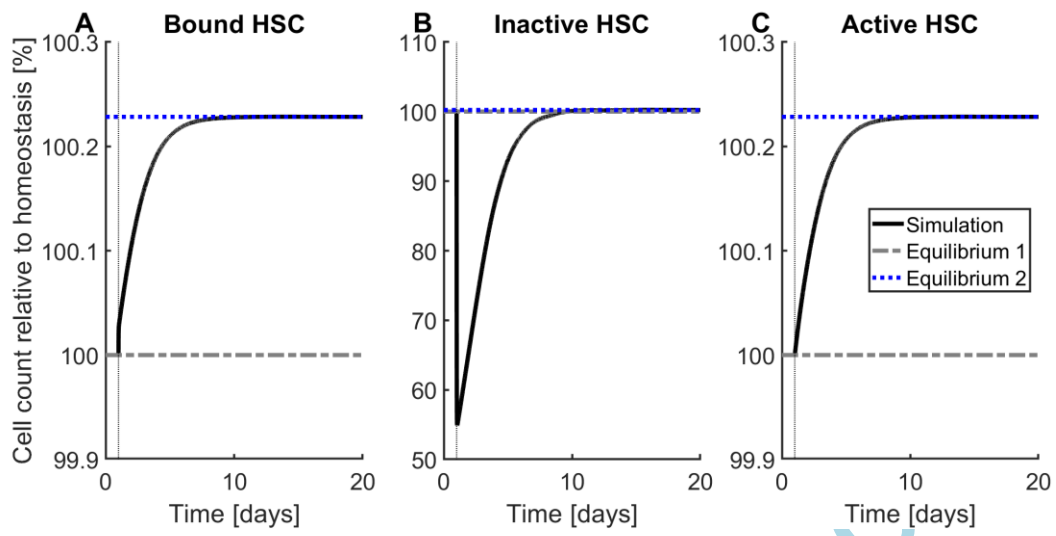 A Bound HSC
B Inactive HSC
C Active HSC
Cell count relative to homeostasis [%]
100.3
100.2
100.1
100
99.9
0 10 20
Time [days]
110
100
90
80
70
60
50
0 10 20
Time [days]
100.3
100.2
100.1
100
99.9
0 10 20
Time [days]
Simulation
Equilibrium 1
Equilibrium 2